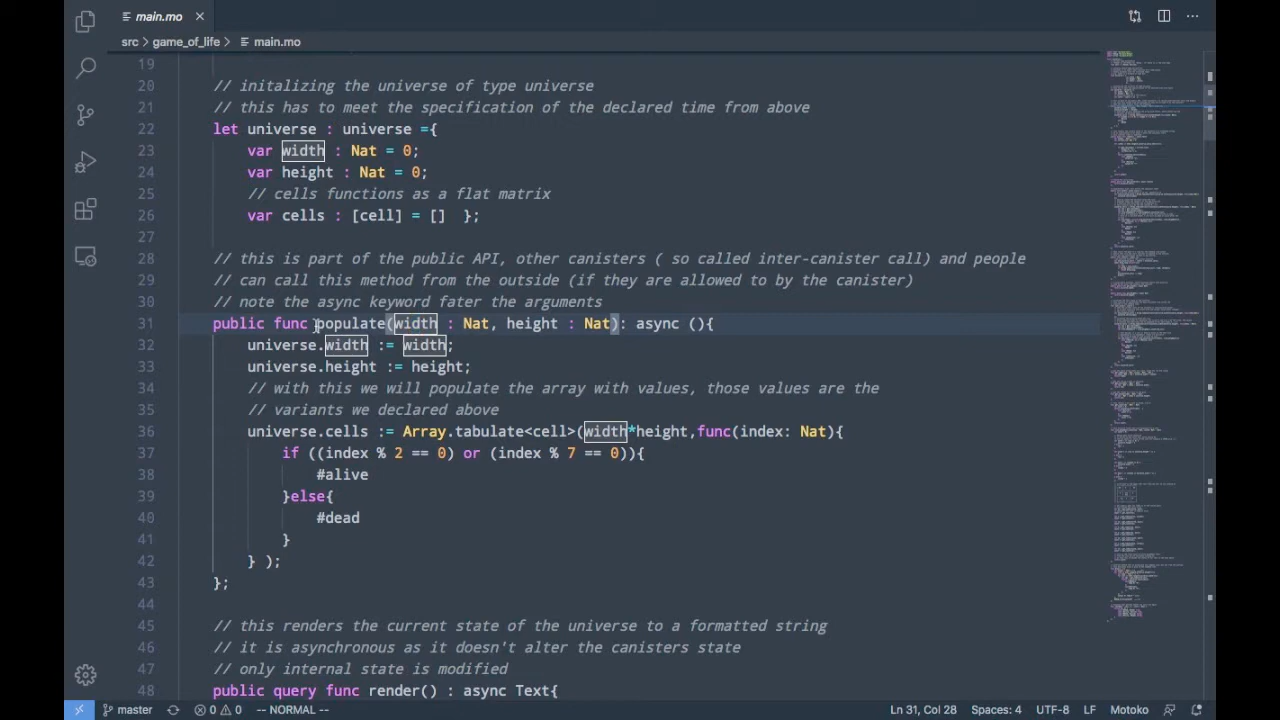 main.mo
src > game_of_life > main.mo
19
20 // initalizing the universe of type universe
21 // this has to meet the specification of the declared time from above
22 let universe : universe ={
23 var width : Nat = 0;
24 var height : Nat = 0;
25 // cells functions as a flat matrix
26 var cells : [cell] = []  };
27
28 // this is part of the public API, other canisters ( so called inter-canister call) and people
29 // can call this method from the outside (if they are allowed to by the canister)
30 // note the async keyword fater the arguments
31 public func populate(width : Nat, height : Nat): async (){
32 universe.width := width;
33 universe.height := height;
34 // with this we will populate the array with values, those values are the
35 // variants we declared above
36 universe.cells := Array.tabulate<cell>(width*height,func(index: Nat){
37 if ((index % 2 == 0) or (index % 7 == 0)){
38 #alive
39 }else{
40 #dead
41 }
42 } );
43 };
44
45 // this renders the current state of the universe to a formatted string
46 // it is asynchronous as it doesn't alter the canisters state
47 // only internal state is modified
48 public query func render() : async Text{
master 0 0 -- NORMAL -- Ln 31, Col 28 Spaces: 4 UTF-8 LF Motoko